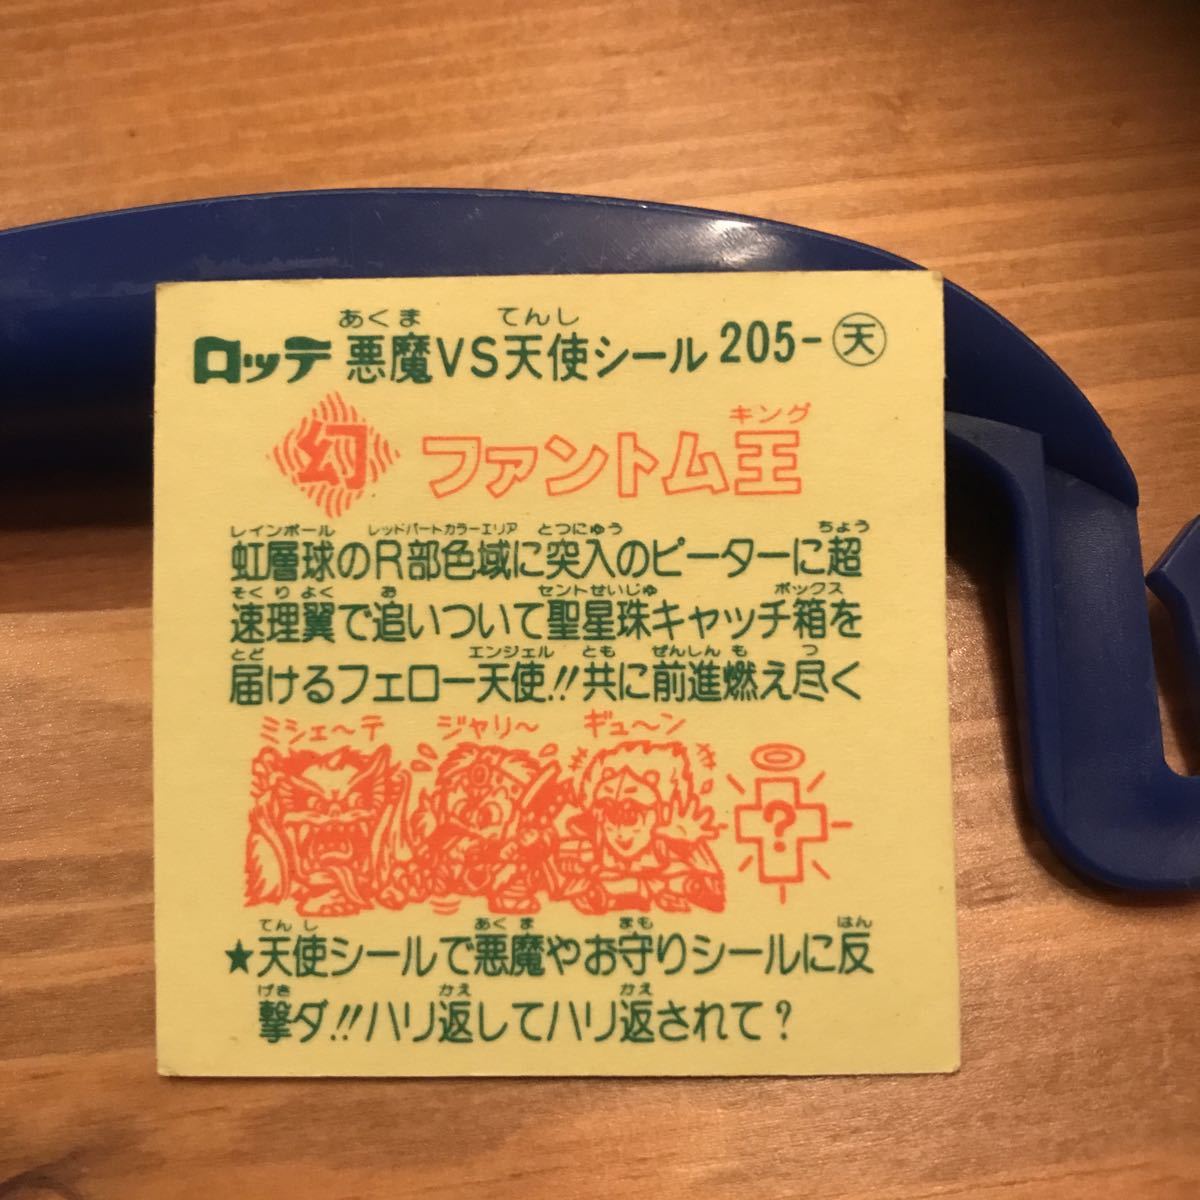 あくま てんし
ロッテ 悪魔VS天使シール 205-天
キング
幻 ファントム王
レインボール レッドパートカラーエリア とつにゅう ちょう
虹層球のR部色域に突入のピーターに超
そくりよく お セントせいじゅ ボックス
速理翼で追いついて聖星珠キャッチ箱を
とど エンジェル とも ぜんしんも つ
届けるフェロー天使!!共に前進燃え尽く
ミシェ〜テ ジャリ〜 ギュ〜ン
?
てんし あくま まも はん
★天使シールで悪魔やお守りシールに反
げき かえ かえ
撃ダ!!ハリ返してハリ返されて?